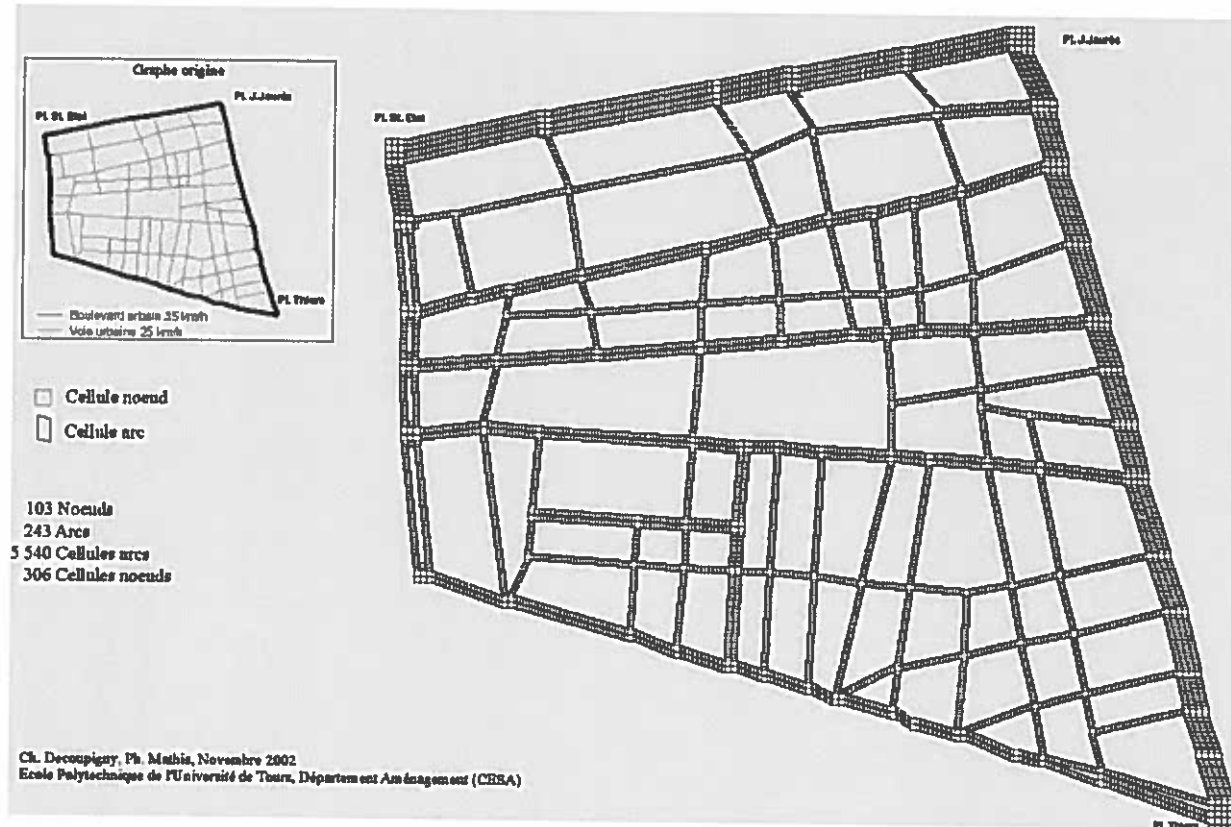 Graphe origine
Pl. J.Jaurès
Pl. St. Eloi
Pl. Thiers
Boulevard urbain 35 km/h
Voie urbaine 25 km/h
Pl. J.Jaurès
Pl. St. Eloi
Cellule noeud
Cellule arc
103 Noeuds
243 Arcs
5 540 Cellules arcs
306 Cellules noeuds
Ch. Decoupigny, Ph. Mathis, Novembre 2002
Ecole Polytechnique de l'Université de Tours, Département Aménagement (CESA)
Pl. Thiers